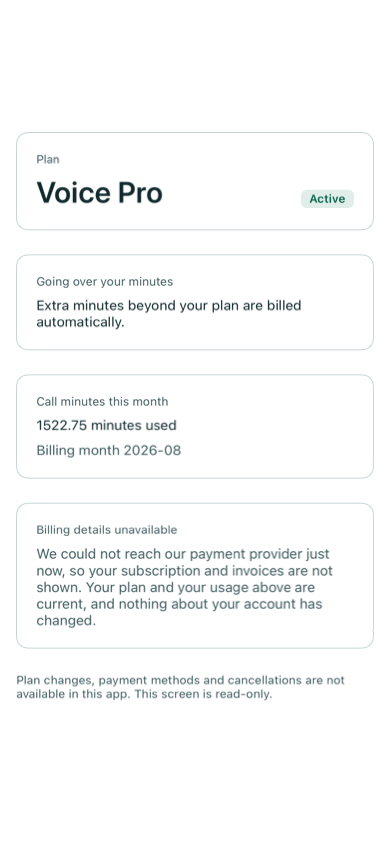 Plan
Voice Pro
Active
Going over your minutes
Extra minutes beyond your plan are billed
automatically.
Call minutes this month
1522.75 minutes used
Billing month 2026-08
Billing details unavailable
We could not reach our payment provider just
now, so your subscription and invoices are not
shown. Your plan and your usage above are
current, and nothing about your account has
changed.
Plan changes, payment methods and cancellations are not
available in this app. This screen is read-only.